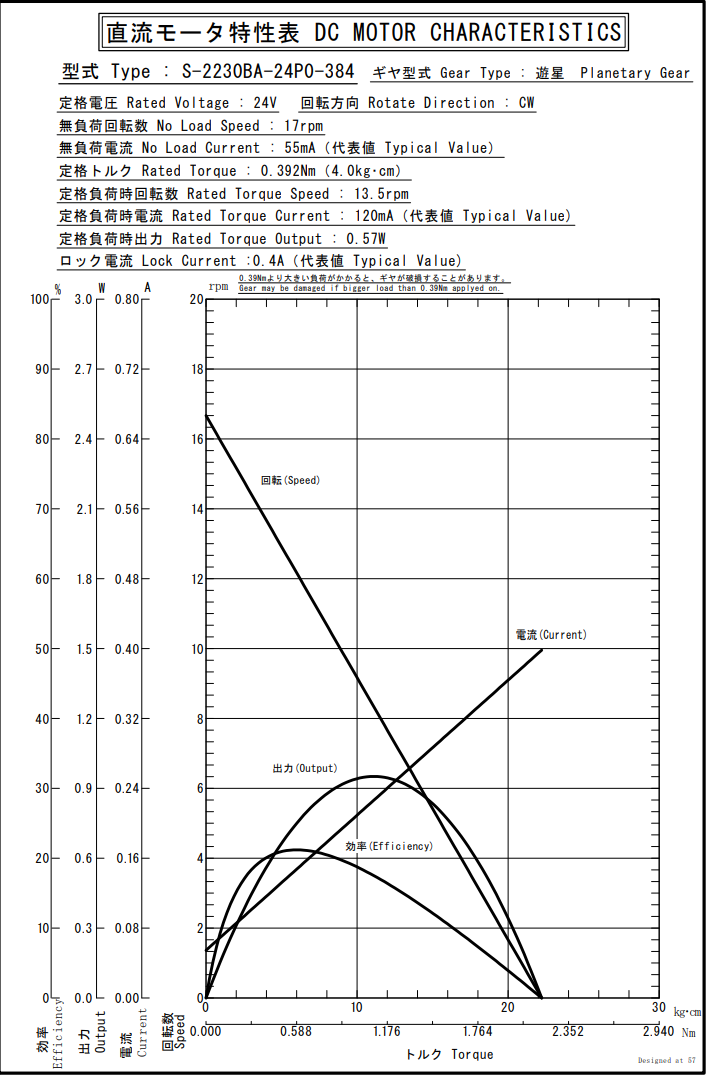 直流モータ特性表 DC MOTOR CHARACTERISTICS
型式 Type : S-2230BA-24P0-384 ギヤ型式 Gear Type : 遊星 Planetary Gear
定格電圧 Rated Voltage : 24V 回転方向 Rotate Direction : CW
無負荷回転数 No Load Speed : 17rpm
無負荷電流 No Load Current : 55mA (代表値 Typical Value)
定格トルク Rated Torque : 0.392Nm (4.0kg·cm)
定格負荷時回転数 Rated Torque Speed : 13.5rpm
定格負荷時電流 Rated Torque Current : 120mA (代表値 Typical Value)
定格負荷時出力 Rated Torque Output : 0.57W
ロック電流 Lock Current :0.4A (代表値 Typical Value)
0.39Nmより大きい負荷がかかると、ギヤが破損することがあります。
Gear may be damaged if bigger load than 0.39Nm applyed on.
% W A rpm
100 3.0 0.80 20
90 2.7 0.72 18
80 2.4 0.64 16
回転(Speed)
70 2.1 0.56 14
60 1.8 0.48 12
電流(Current)
50 1.5 0.40 10
40 1.2 0.32 8
出力(Output)
30 0.9 0.24 6
効率(Efficiency)
20 0.6 0.16 4
10 0.3 0.08 2
0 0.0 0.00 0
0 10 20 30 kg·cm
0.000 0.588 1.176 1.764 2.352 2.940 Nm
効率 Efficiency
出力 Output
電流 Current
回転数 Speed
トルク Torque
Designed at 57